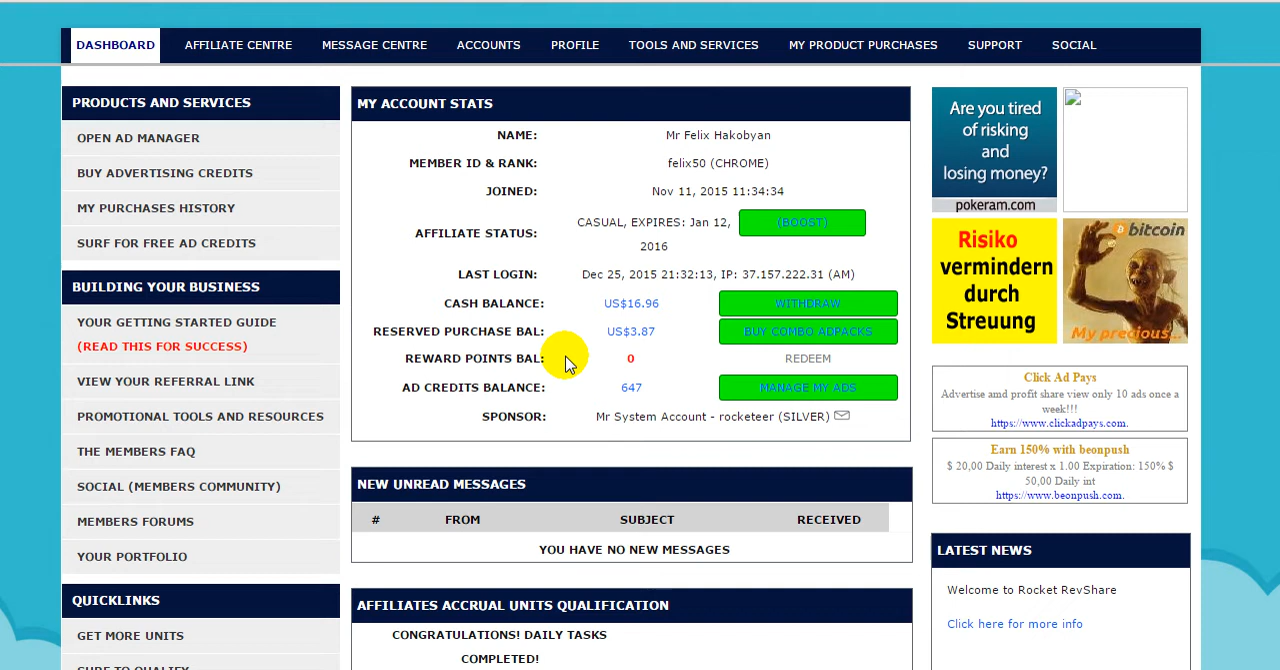 DASHBOARD AFFILIATE CENTRE MESSAGE CENTRE ACCOUNTS PROFILE TOOLS AND SERVICES MY PRODUCT PURCHASES SUPPORT SOCIAL
PRODUCTS AND SERVICES
OPEN AD MANAGER
BUY ADVERTISING CREDITS
MY PURCHASES HISTORY
SURF FOR FREE AD CREDITS
BUILDING YOUR BUSINESS
YOUR GETTING STARTED GUIDE
(READ THIS FOR SUCCESS)
VIEW YOUR REFERRAL LINK
PROMOTIONAL TOOLS AND RESOURCES
THE MEMBERS FAQ
SOCIAL (MEMBERS COMMUNITY)
MEMBERS FORUMS
YOUR PORTFOLIO
QUICKLINKS
GET MORE UNITS
SURF TO QUALIFY
MY ACCOUNT STATS
NAME: Mr Felix Hakobyan
MEMBER ID & RANK: felix50 (CHROME)
JOINED: Nov 11, 2015 11:34:34
AFFILIATE STATUS: CASUAL, EXPIRES: Jan 12, (BOOST)
2016
LAST LOGIN: Dec 25, 2015 21:32:13, IP: 37.157.222.31 (AM)
CASH BALANCE: US$16.96 WITHDRAW
RESERVED PURCHASE BAL: US$3.87 BUY COMBO ADPACKS
REWARD POINTS BAL: 0 REDEEM
AD CREDITS BALANCE: 647 MANAGE MY ADS
SPONSOR: Mr System Account - rocketeer (SILVER)
NEW UNREAD MESSAGES
# FROM SUBJECT RECEIVED
YOU HAVE NO NEW MESSAGES
AFFILIATES ACCRUAL UNITS QUALIFICATION
CONGRATULATIONS! DAILY TASKS
COMPLETED!
Are you tired
of risking
and
losing money?
pokeram.com
Risiko
vermindern
durch
Streuung
bitcoin
My precious...
Click Ad Pays
Advertise amd profit share view only 10 ads once a
week!!!
https://www.clickadpays.com.
Earn 150% with beonpush
$ 20,00 Daily interest x 1.00 Expiration: 150% $
50,00 Daily int
https://www.beonpush.com.
LATEST NEWS
Welcome to Rocket RevShare
Click here for more info